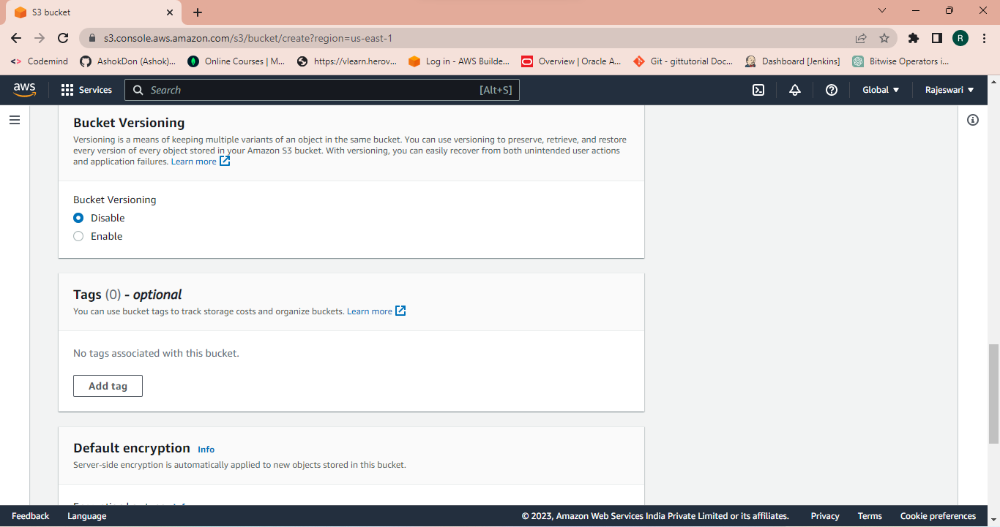 S3 bucket
s3.console.aws.amazon.com/s3/bucket/create?region=us-east-1
R
Codemind
AshokDon (Ashok)...
Online Courses | M...
https://vlearn.herov...
Log in - AWS Builde...
Overview | Oracle A...
Git - gittutorial Doc...
Dashboard [Jenkins]
Bitwise Operators i...
aws
Services
Search
[Alt+S]
Global
Rajeswari
Bucket Versioning
Versioning is a means of keeping multiple variants of an object in the same bucket. You can use versioning to preserve, retrieve, and restore
every version of every object stored in your Amazon S3 bucket. With versioning, you can easily recover from both unintended user actions
and application failures. Learn more
Bucket Versioning
Disable
Enable
Tags (0) - optional
You can use bucket tags to track storage costs and organize buckets. Learn more
No tags associated with this bucket.
Add tag
Default encryption Info
Server-side encryption is automatically applied to new objects stored in this bucket.
Feedback
Language
© 2023, Amazon Web Services India Private Limited or its affiliates.
Privacy
Terms
Cookie preferences